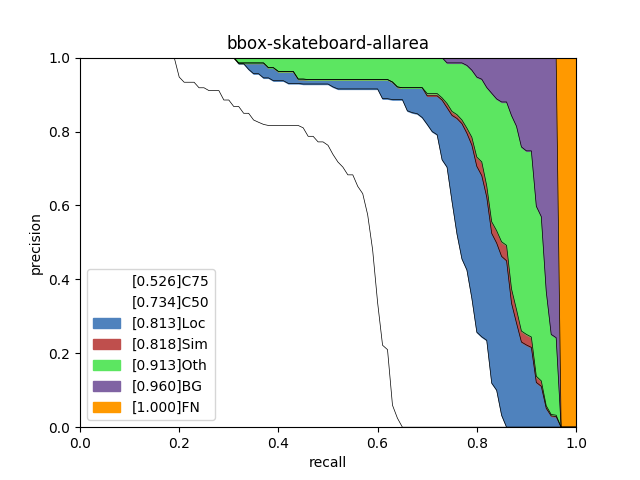 bbox-skateboard-allarea
1.0
0.8
0.6
0.4
0.2
0.0
precision
[0.526]C75
[0.734]C50
[0.813]Loc
[0.818]Sim
[0.913]Oth
[0.960]BG
[1.000]FN
0.0 0.2 0.4 0.6 0.8 1.0
recall